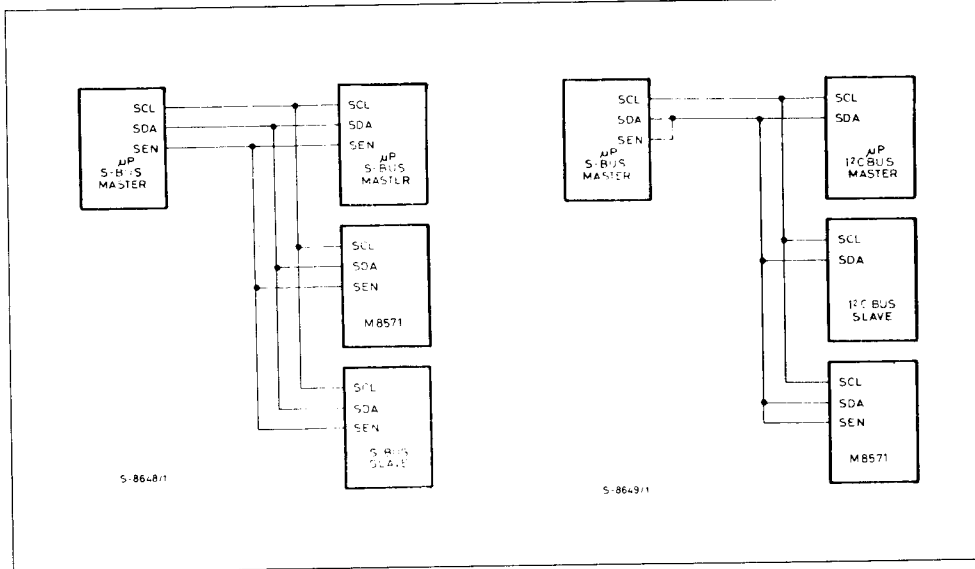 SCL
SDA
SEN
µP
S-BUS
MASTER
SCL
SDA
SEN
µP
S-BUS
MASTER
SCL
SDA
SEN
M8571
SCL
SDA
SEN
S-BUS
SLAVE
S-8648/1
SCL
SDA
SEN
µP
S-BUS
MASTER
SCL
SDA
µP
I²C BUS
MASTER
SCL
SDA
I²C BUS
SLAVE
SCL
SDA
SEN
M8571
S-8649/1